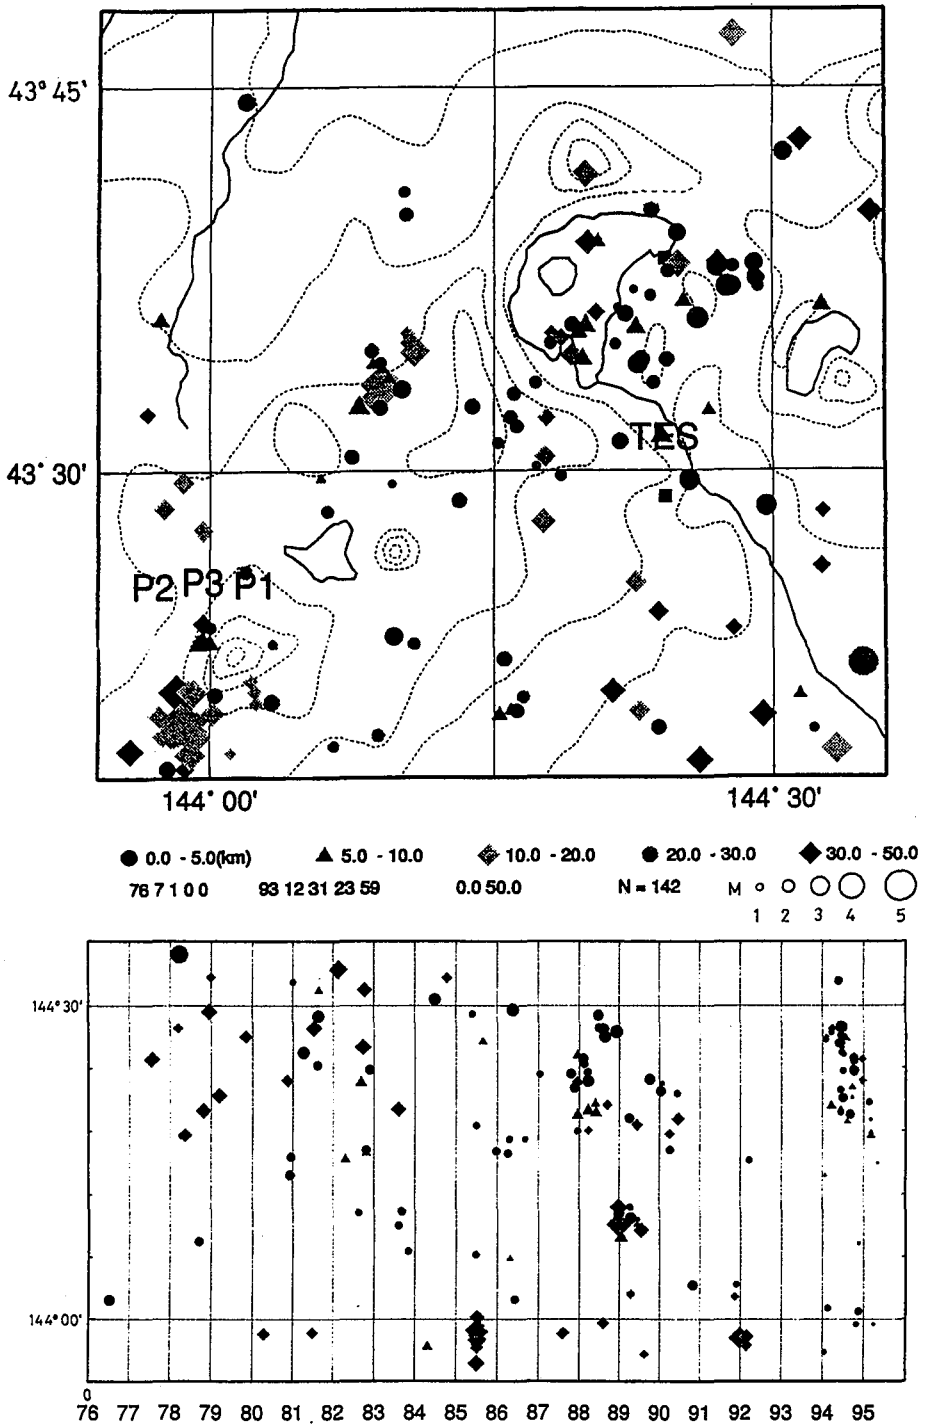 43° 45'
TES
43° 30'
P2 P3 P1
144° 00' 144° 30'
0.0 - 5.0(km) 5.0 - 10.0 10.0 - 20.0 20.0 - 30.0 30.0 - 50.0
76 7 1 0 0 93 12 31 23 59 0.0 50.0 N = 142 M
1 2 3 4 5
144° 30'
144° 00'
0
76 77 78 79 80 81 82 83 84 85 86 87 88 89 90 91 92 93 94 95